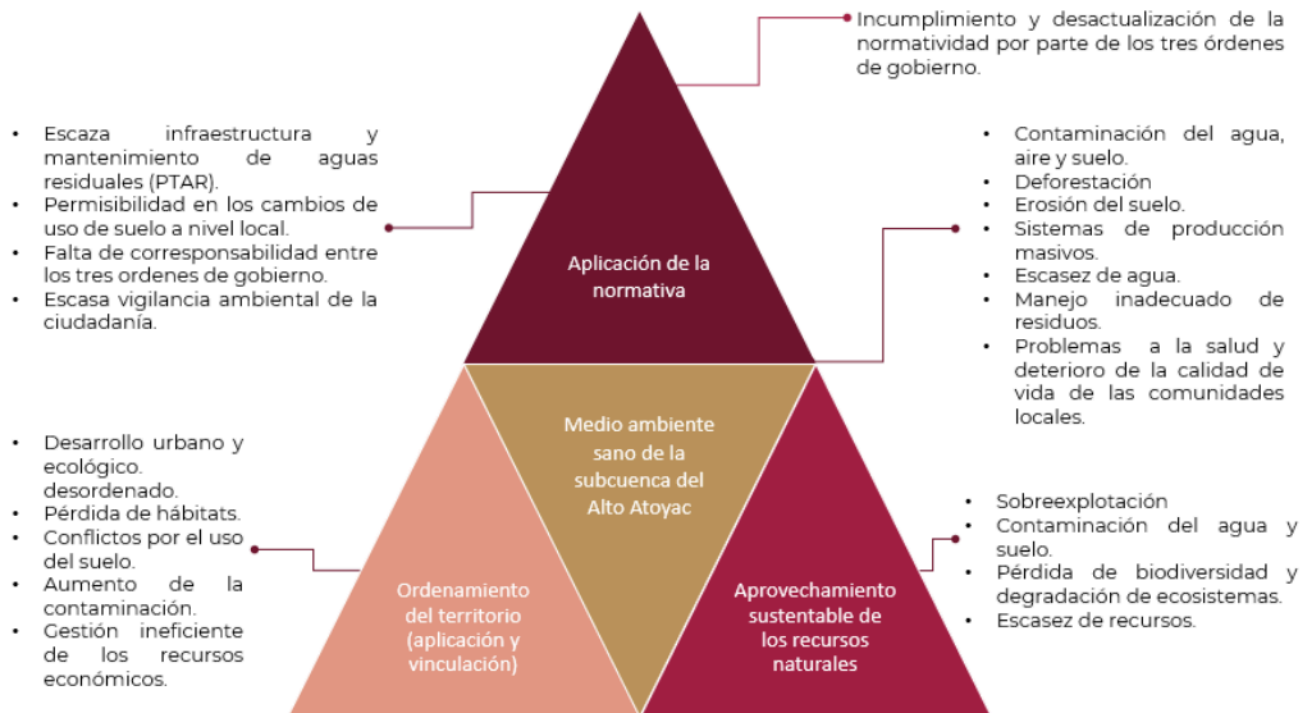 Incumplimiento y desactualización de la
normatividad por parte de los tres órdenes
de gobierno.
• Escaza infraestructura y
mantenimiento de aguas
residuales (PTAR).
• Permisibilidad en los cambios de
uso de suelo a nivel local.
• Falta de corresponsabilidad entre
los tres ordenes de gobierno.
• Escasa vigilancia ambiental de la
ciudadanía.
• Contaminación del agua,
aire y suelo.
• Deforestación
• Erosión del suelo.
• Sistemas de producción
masivos.
• Escasez de agua.
• Manejo inadecuado de
residuos.
• Problemas a la salud y
deterioro de la calidad de
vida de las comunidades
locales.
Aplicación de la
normativa
Medio ambiente
sano de la
subcuenca del
Alto Atoyac
• Desarrollo urbano y
ecológico
desordenado.
• Pérdida de hábitats.
• Conflictos por el uso
del suelo.
• Aumento de la
contaminación.
• Gestión ineficiente
de los recursos
económicos.
Ordenamiento
del territorio
(aplicación y
vinculación)
Aprovechamiento
sustentable de
los recursos
naturales
• Sobreexplotación
• Contaminación del agua y
suelo.
• Pérdida de biodiversidad y
degradación de ecosistemas.
• Escasez de recursos.